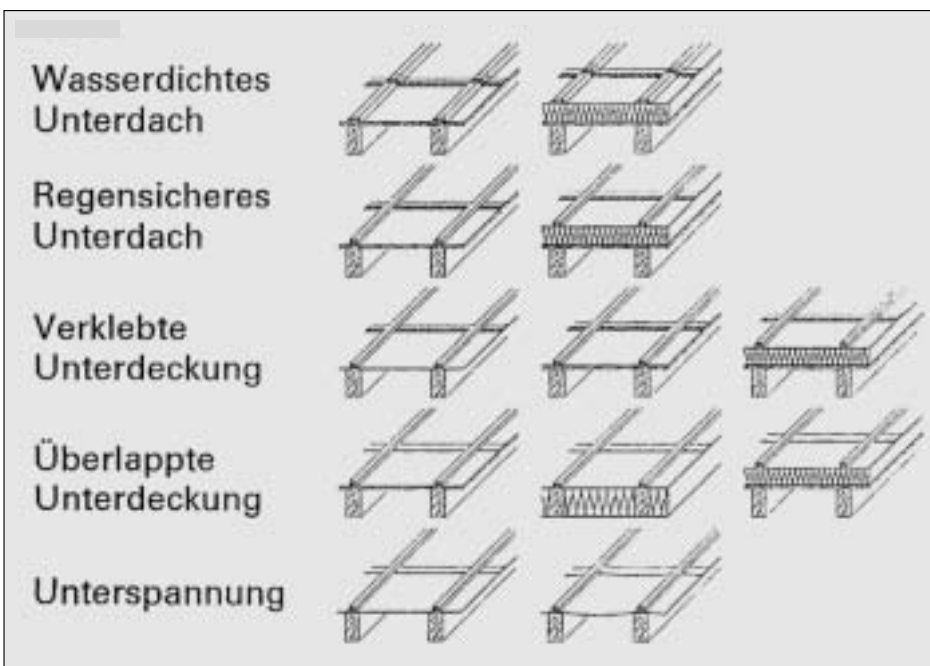 Wasserdichtes
Unterdach
Regensicheres
Unterdach
Verklebte
Unterdeckung
Überlappte
Unterdeckung
Unterspannung